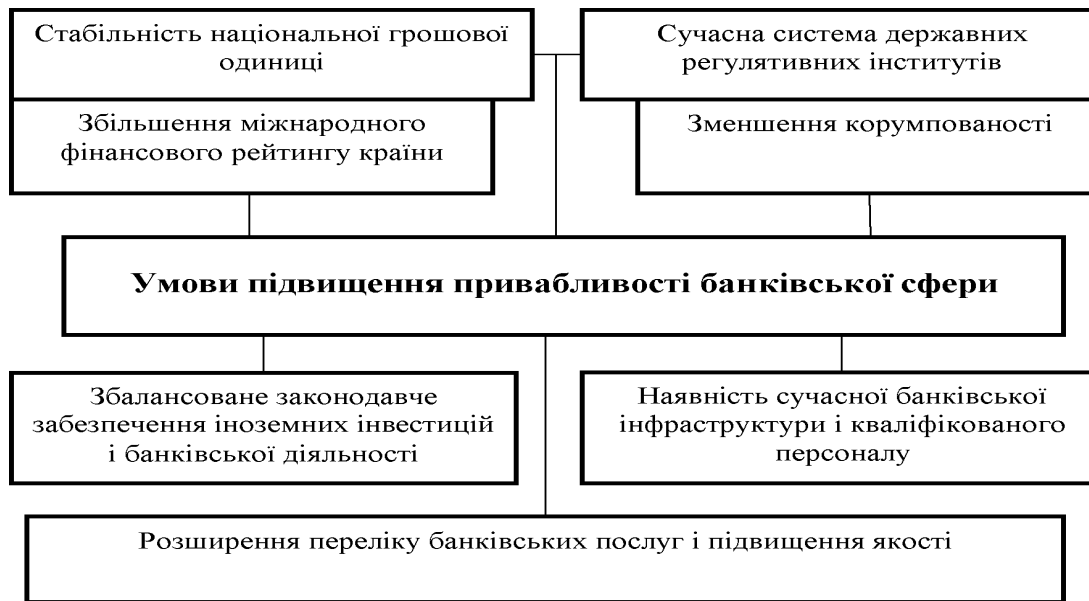 Стабільність національної грошової
одиниці
Сучасна система державних
регулятивних інститутів
Збільшення міжнародного
фінансового рейтингу країни
Зменшення корумпованості
Умови підвищення привабливості банківської сфери
Збалансоване законодавче
забезпечення іноземних інвестицій
і банківської діяльності
Наявність сучасної банківської
інфраструктури і кваліфікованого
персоналу
Розширення переліку банківських послуг і підвищення якості